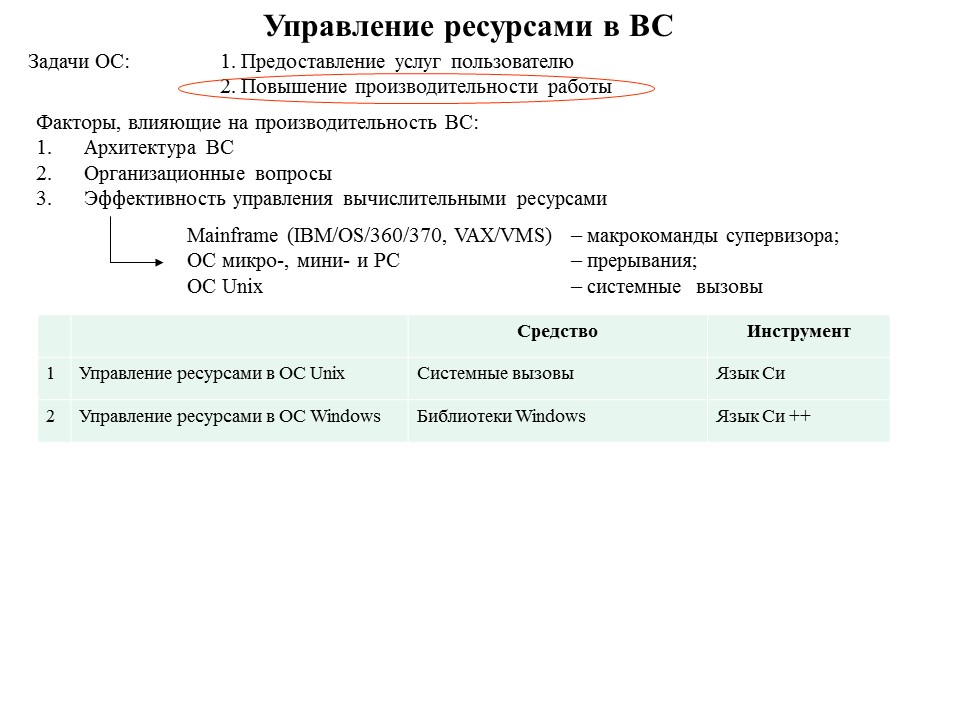 Управление ресурсами в ВС
Задачи ОС: 1. Предоставление услуг пользователю
2. Повышение производительности работы
Факторы, влияющие на производительность ВС:
1. Архитектура ВС
2. Организационные вопросы
3. Эффективность управления вычислительными ресурсами
Mainframe (IBM/OS/360/370, VAX/VMS) – макрокоманды супервизора;
ОС микро-, мини- и РС – прерывания;
ОС Unix – системные вызовы
Средство Инструмент
1 Управление ресурсами в ОС Unix Системные вызовы Язык Си
2 Управление ресурсами в ОС Windows Библиотеки Windows Язык Си ++